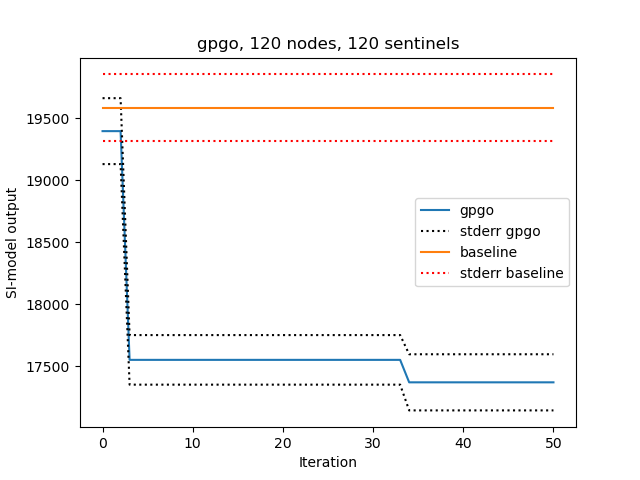 gpgo, 120 nodes, 120 sentinels
19500
19000
18500
18000
17500
SI-model output
gpgo
stderr gpgo
baseline
stderr baseline
0
10
20
30
40
50
Iteration